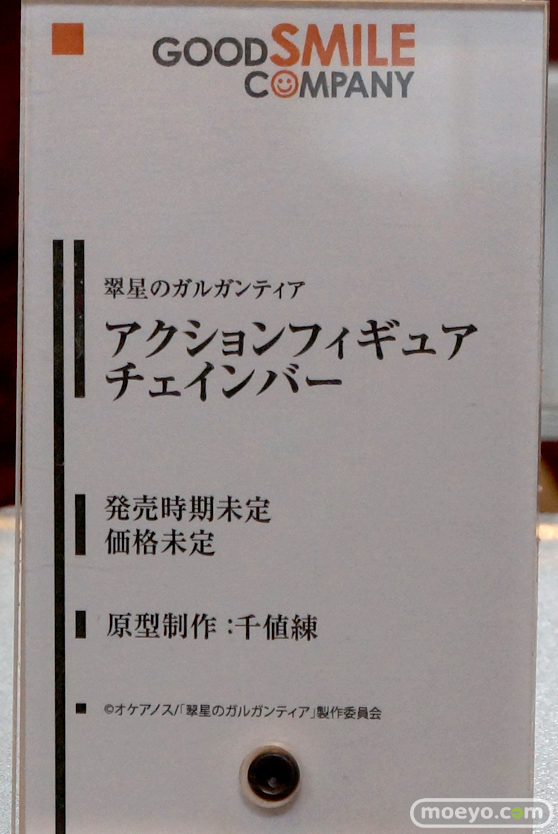 GOODSMILE
COMPANY
翠星のガルガンティア
アクションフィギュア
チェインバー
発売時期未定
価格未定
原型制作：千値練
©オケアノス/「翠星のガルガンティア」製作委員会
moeyo.com